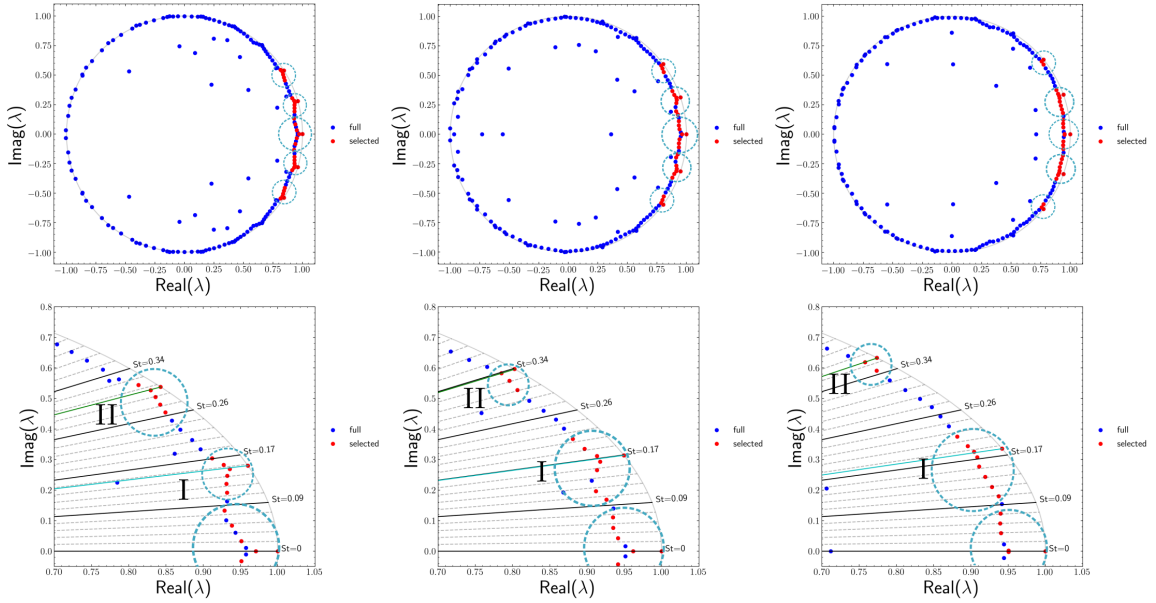 1.00
0.75
0.50
0.25
0.00
−0.25
−0.50
−0.75
−1.00
−1.00 −0.75 −0.50 −0.25 0.00 0.25 0.50 0.75 1.00
Imag(λ)
Real(λ)
full
selected
1.00
0.75
0.50
0.25
0.00
−0.25
−0.50
−0.75
−1.00
−1.00 −0.75 −0.50 −0.25 0.00 0.25 0.50 0.75 1.00
Imag(λ)
Real(λ)
full
selected
1.00
0.75
0.50
0.25
0.00
−0.25
−0.50
−0.75
−1.00
−1.00 −0.75 −0.50 −0.25 0.00 0.25 0.50 0.75 1.00
Imag(λ)
Real(λ)
full
selected
0.8
0.7
0.6
0.5
0.4
0.3
0.2
0.1
0.0
0.70 0.75 0.80 0.85 0.90 0.95 1.00 1.05
Imag(λ)
Real(λ)
St=0.34
St=0.26
St=0.17
St=0.09
St=0
II
I
full
selected
0.8
0.7
0.6
0.5
0.4
0.3
0.2
0.1
0.0
0.70 0.75 0.80 0.85 0.90 0.95 1.00 1.05
Imag(λ)
Real(λ)
St=0.34
St=0.26
St=0.17
St=0.09
St=0
II
I
full
selected
0.8
0.7
0.6
0.5
0.4
0.3
0.2
0.1
0.0
0.70 0.75 0.80 0.85 0.90 0.95 1.00 1.05
Imag(λ)
Real(λ)
St=0.34
St=0.26
St=0.17
St=0.09
St=0
II
I
full
selected